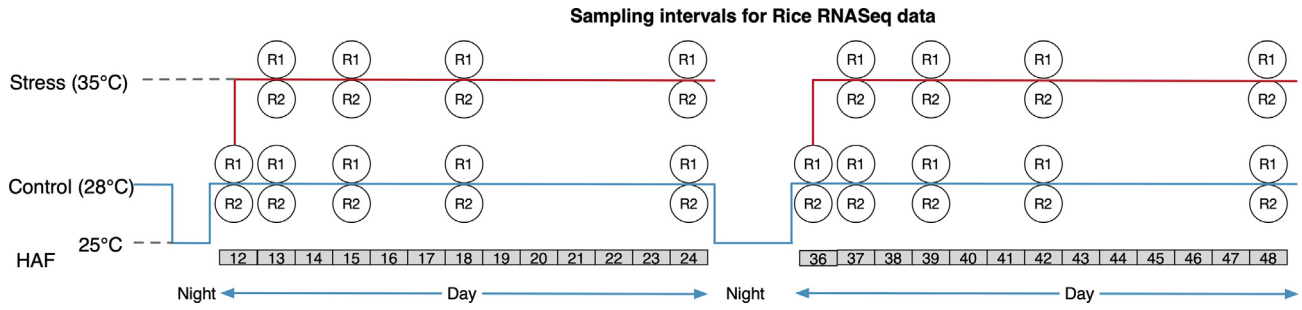 Sampling intervals for Rice RNASeq data
R1 R1 R1 R1 R1 R1 R1 R1
Stress (35°C)
R2 R2 R2 R2 R2 R2 R2 R2
R1 R1 R1 R1 R1 R1 R1 R1 R1 R1
Control (28°C)
R2 R2 R2 R2 R2 R2 R2 R2 R2 R2
25°C
HAF 12 13 14 15 16 17 18 19 20 21 22 23 24 36 37 38 39 40 41 42 43 44 45 46 47 48
Night Day Night Day